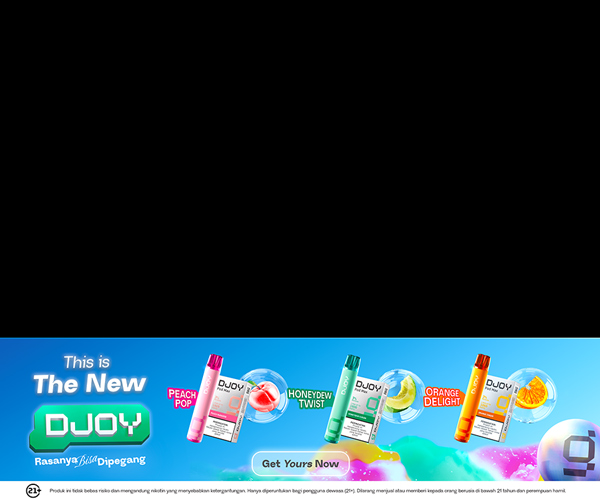 This is
The New
DJOY
Rasanya Bisa Dipegang
PEACH
POP
DJOY
HONEYDEW
TWIST
DJOY
ORANGE
DELIGHT
DJOY
Get Yours Now
21+
Produk ini tidak bebas risiko dan mengandung nikotin yang menyebabkan ketergantungan. Hanya diperuntukan bagi pengguna dewasa (21+). Dilarang menjual atau memberi kepada orang berusia di bawah 21 tahun dan perempuan hamil.